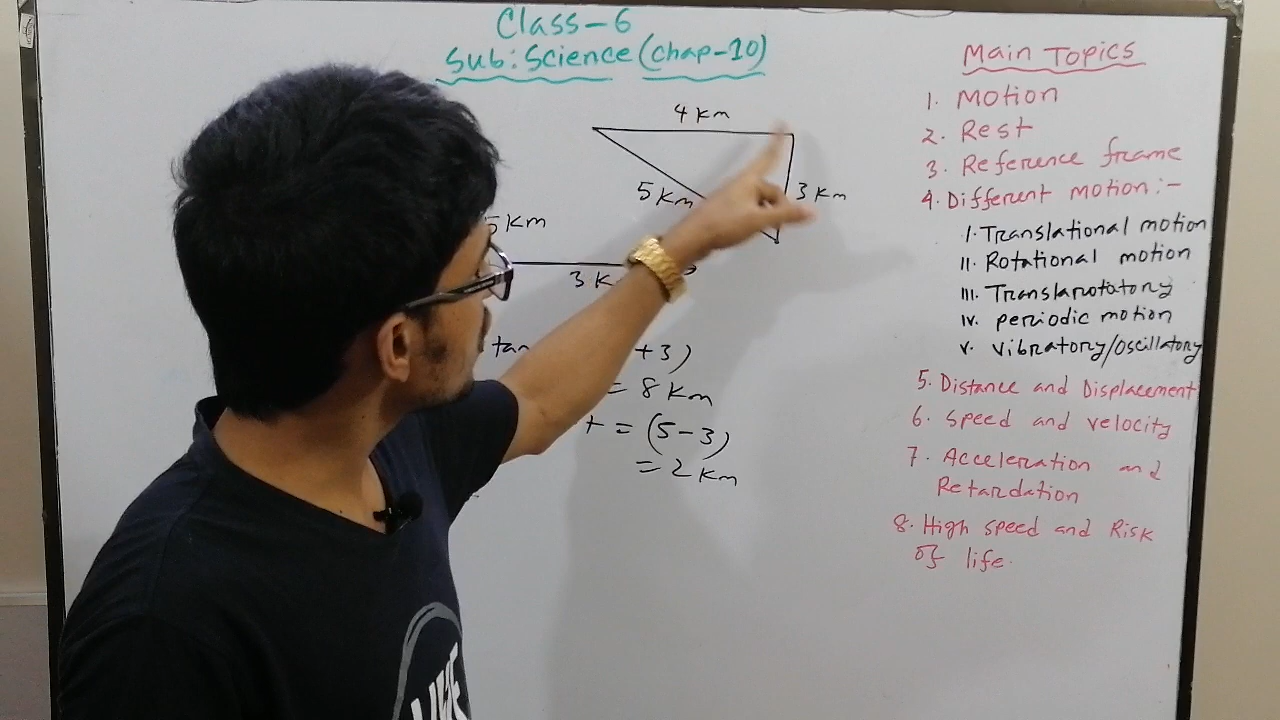 Class-6
Sub: Science (chap-10)
4 km
5 km
3 km
5 km
3 K
tan
+3)
= 8 km
t = (5-3)
= 2 km
Main Topics
1. Motion
2. Rest
3. Reference frame
4. Different motion:-
I. Translational motion
II. Rotational motion
III. Translarotatory
IV. periodic motion
V. vibratory/oscillatory
5. Distance and Displacement
6. Speed and velocity
7. Acceleration and
Retardation
8. High speed and Risk
of life.